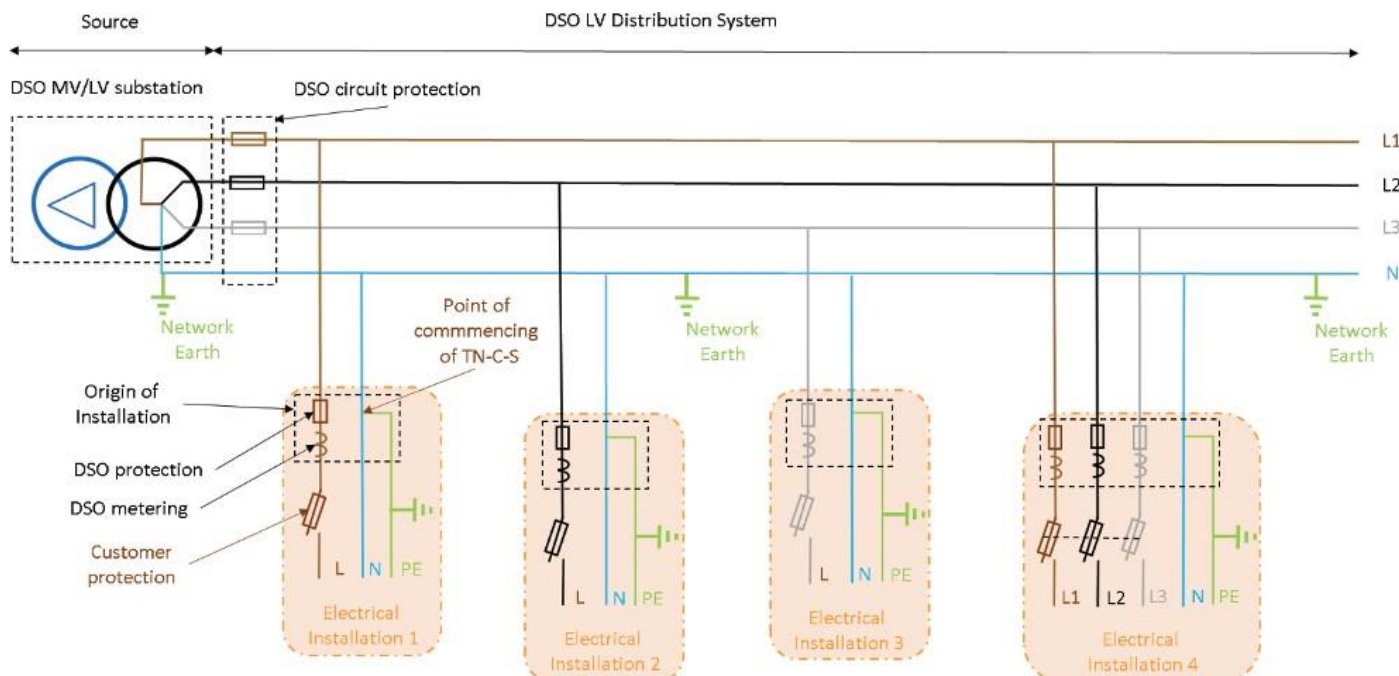 Source
DSO LV Distribution System
DSO MV/LV substation
DSO circuit protection
L1
L2
L3
N
Network
Earth
Point of
commmencing
of TN-C-S
Network
Earth
Network
Earth
Origin of
Installation
DSO protection
DSO metering
Customer
protection
L
N
PE
Electrical
Installation 1
L
N
PE
Electrical
Installation 2
L
N
PE
Electrical
Installation 3
L1
L2
L3
N
PE
Electrical
Installation 4